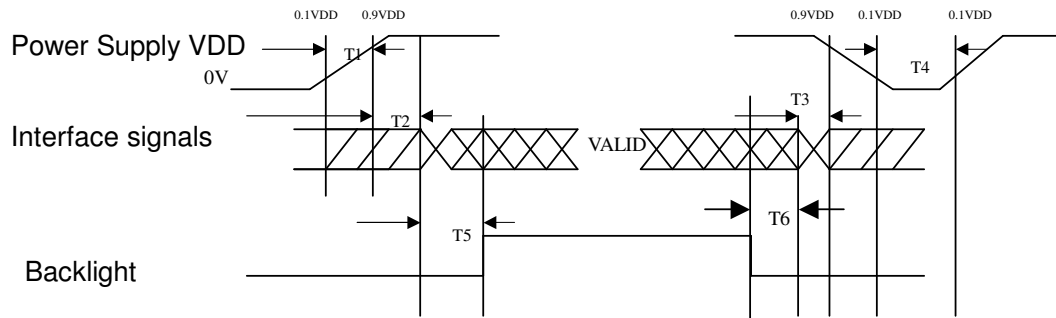 0.1VDD 0.9VDD 0.9VDD 0.1VDD 0.1VDD
Power Supply VDD T1 T4
0V
T3
Interface signals T2 VALID
T5 T6
Backlight